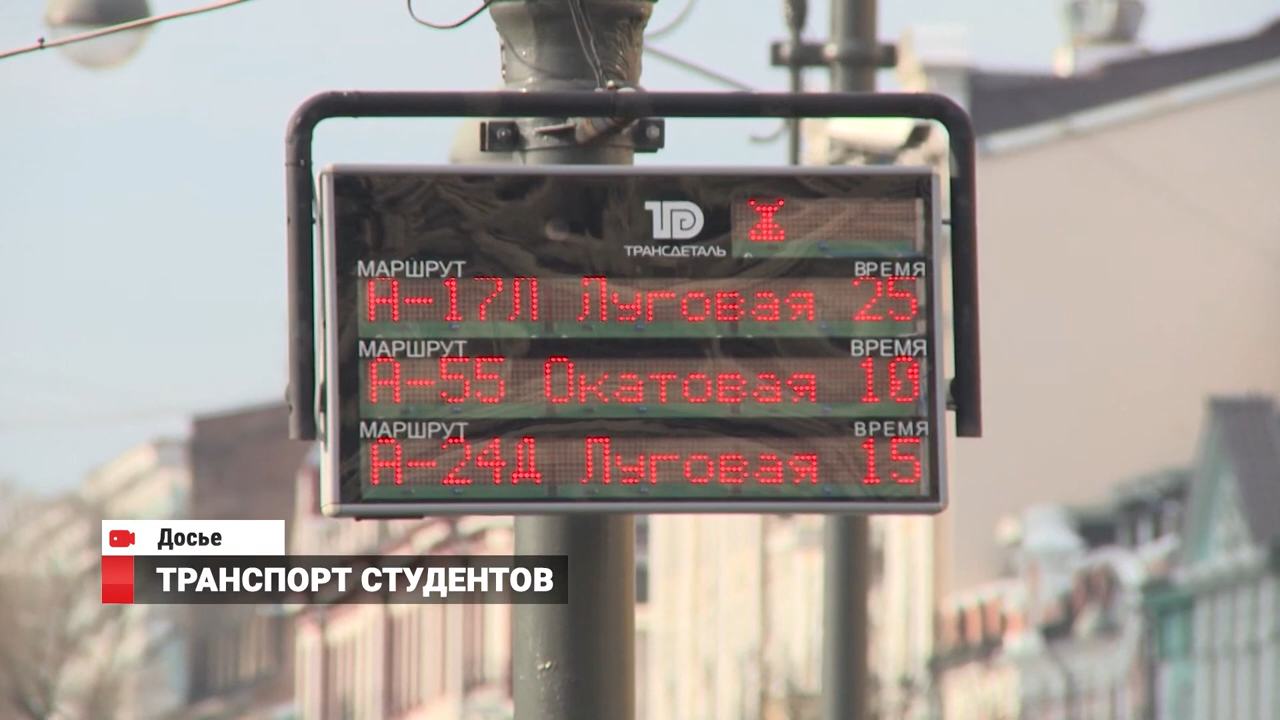 ТРАНСДЕТАЛЬ
МАРШРУТ ВРЕМЯ
А-17Л Луговая 25
МАРШРУТ ВРЕМЯ
А-55 Окатовая 10
МАРШРУТ ВРЕМЯ
А-24Д Луговая 15
Досье
ТРАНСПОРТ СТУДЕНТОВ